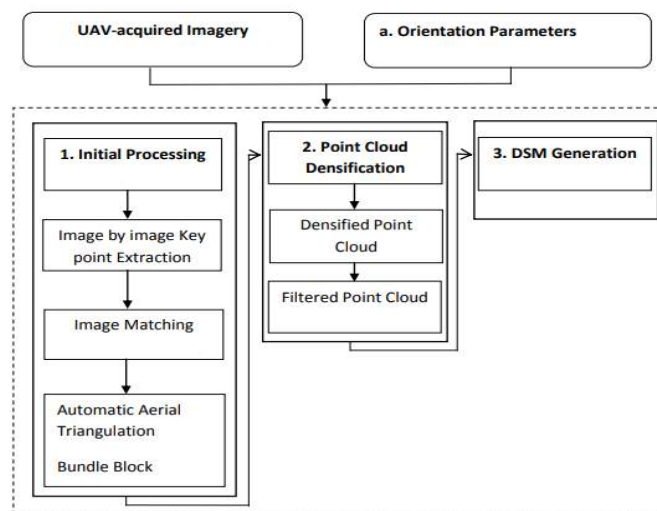 UAV-acquired Imagery
a. Orientation Parameters
1. Initial Processing
Image by image Key
point Extraction
Image Matching
Automatic Aerial
Triangulation
Bundle Block
2. Point Cloud
Densification
Densified Point
Cloud
Filtered Point Cloud
3. DSM Generation